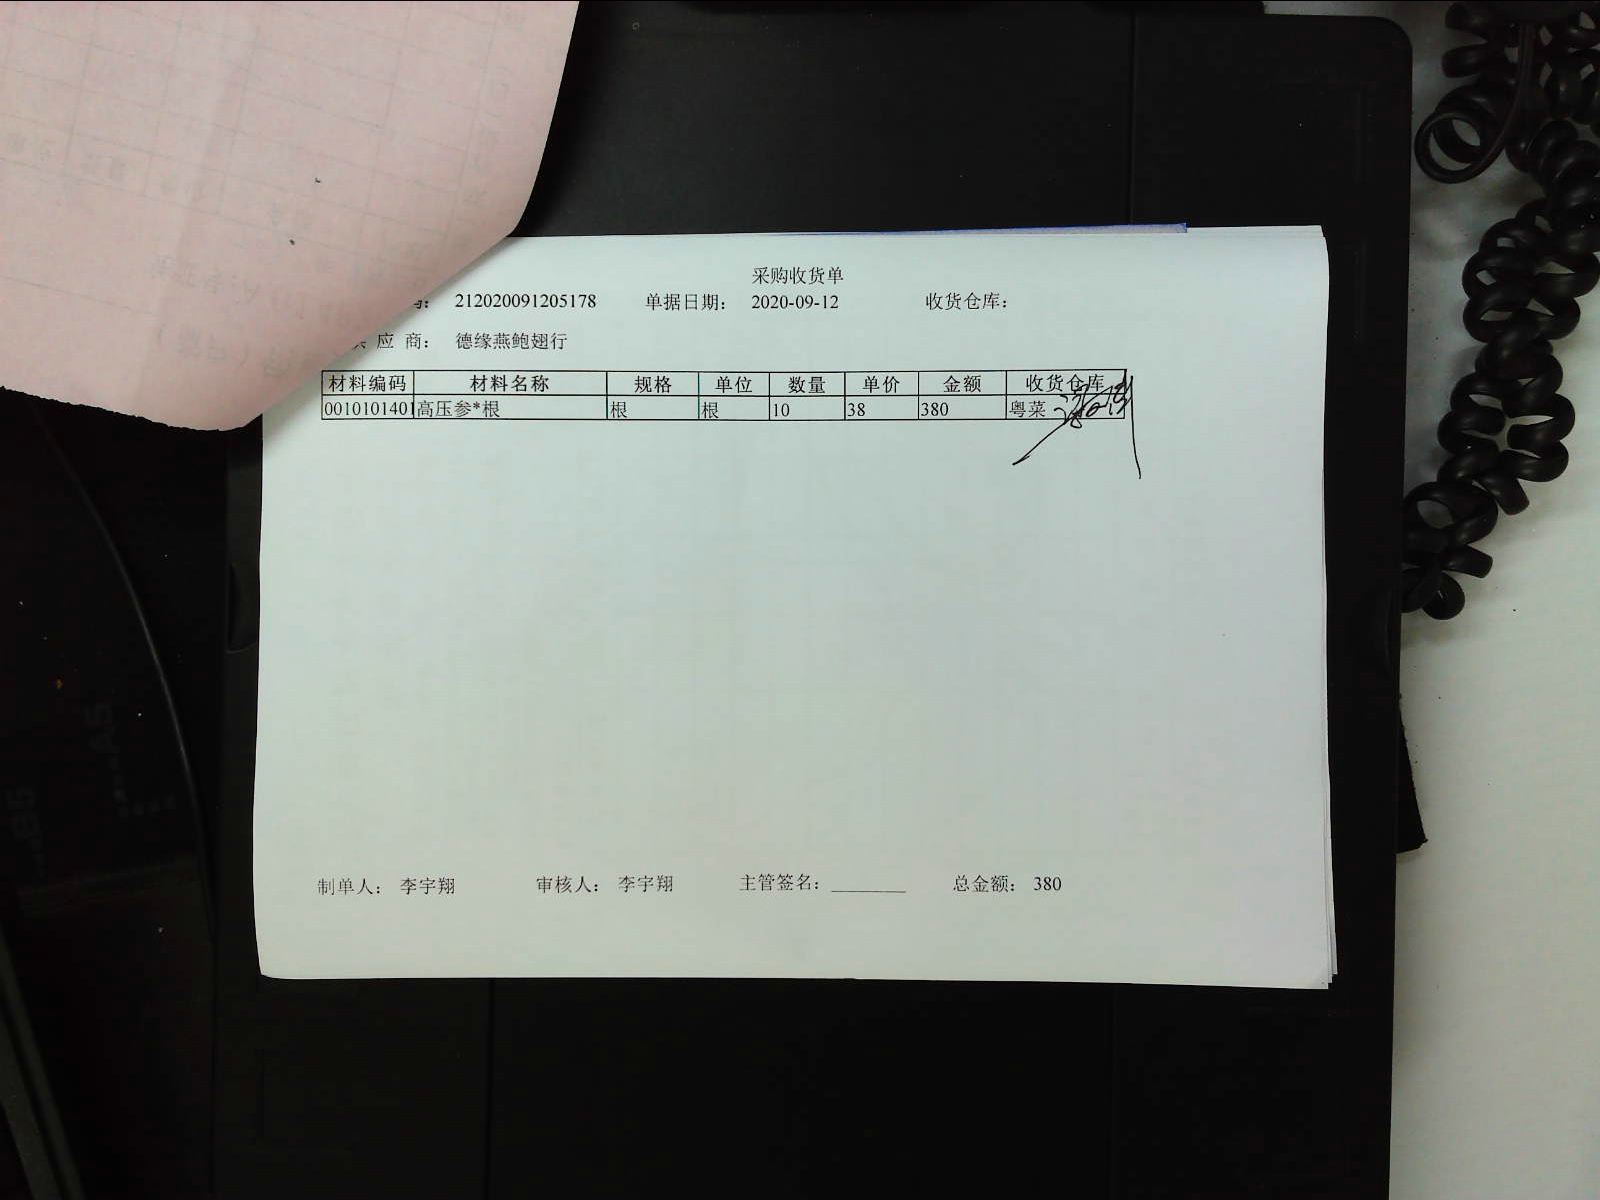 采购收货单
码： 212020091205178 单据日期： 2020-09-12 收货仓库：
供 应 商： 德缘燕鲍翅行
材料编码 材料名称 规格 单位 数量 单价 金额 收货仓库
0010101401 高压参*根 根 根 10 38 380 粤菜
制单人： 李宇翔 审核人： 李宇翔 主管签名：________ 总金额： 380